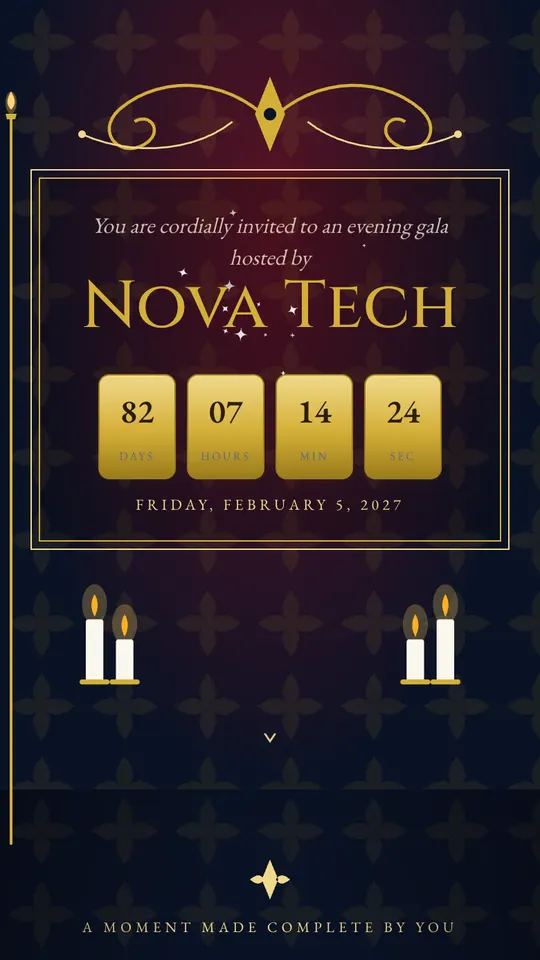 You are cordially invited to an evening gala
hosted by
NOVA TECH
82 07 14 24
DAYS HOURS MIN SEC
FRIDAY, FEBRUARY 5, 2027
A MOMENT MADE COMPLETE BY YOU